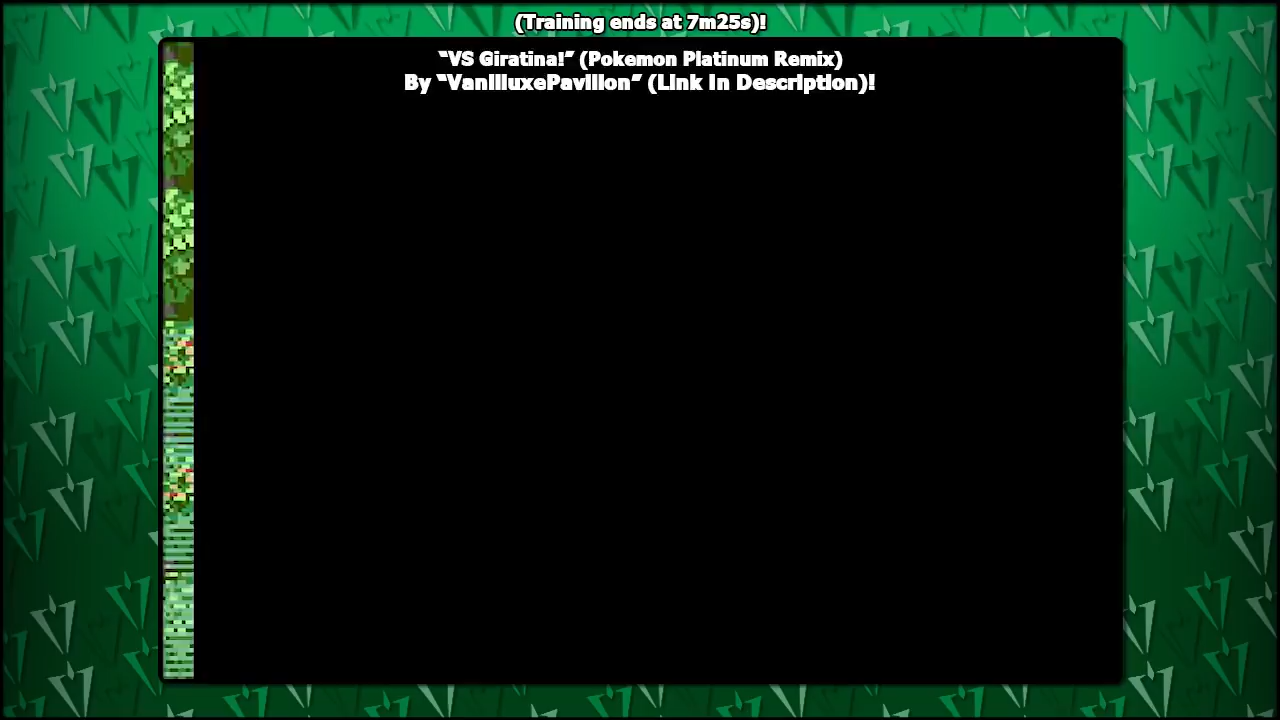 (Training ends at 7m25s)!
"VS Giratina!" (Pokemon Platinum Remix)
By "VanilluxePavilion" (Link In Description)!